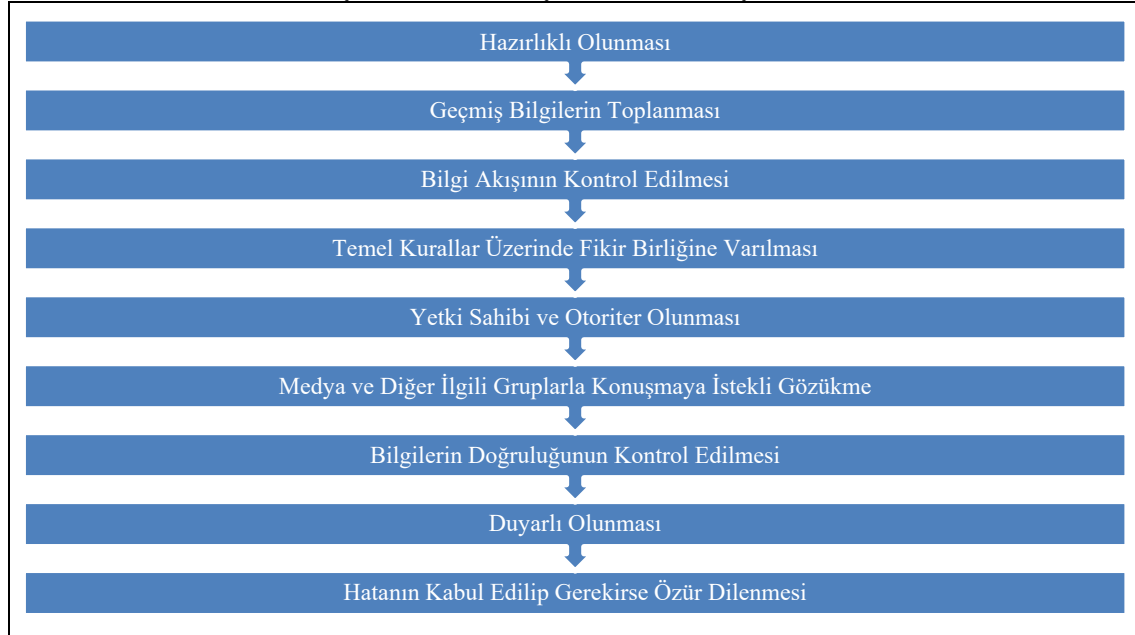 Hazırlıklı Olunması
Geçmiş Bilgilerin Toplanması
Bilgi Akışının Kontrol Edilmesi
Temel Kurallar Üzerinde Fikir Birliğine Varılması
Yetki Sahibi ve Otoriter Olunması
Medya ve Diğer İlgili Gruplarla Konuşmaya İstekli Gözükme
Bilgilerin Doğruluğunun Kontrol Edilmesi
Duyarlı Olunması
Hatanın Kabul Edilip Gerekirse Özür Dilenmesi